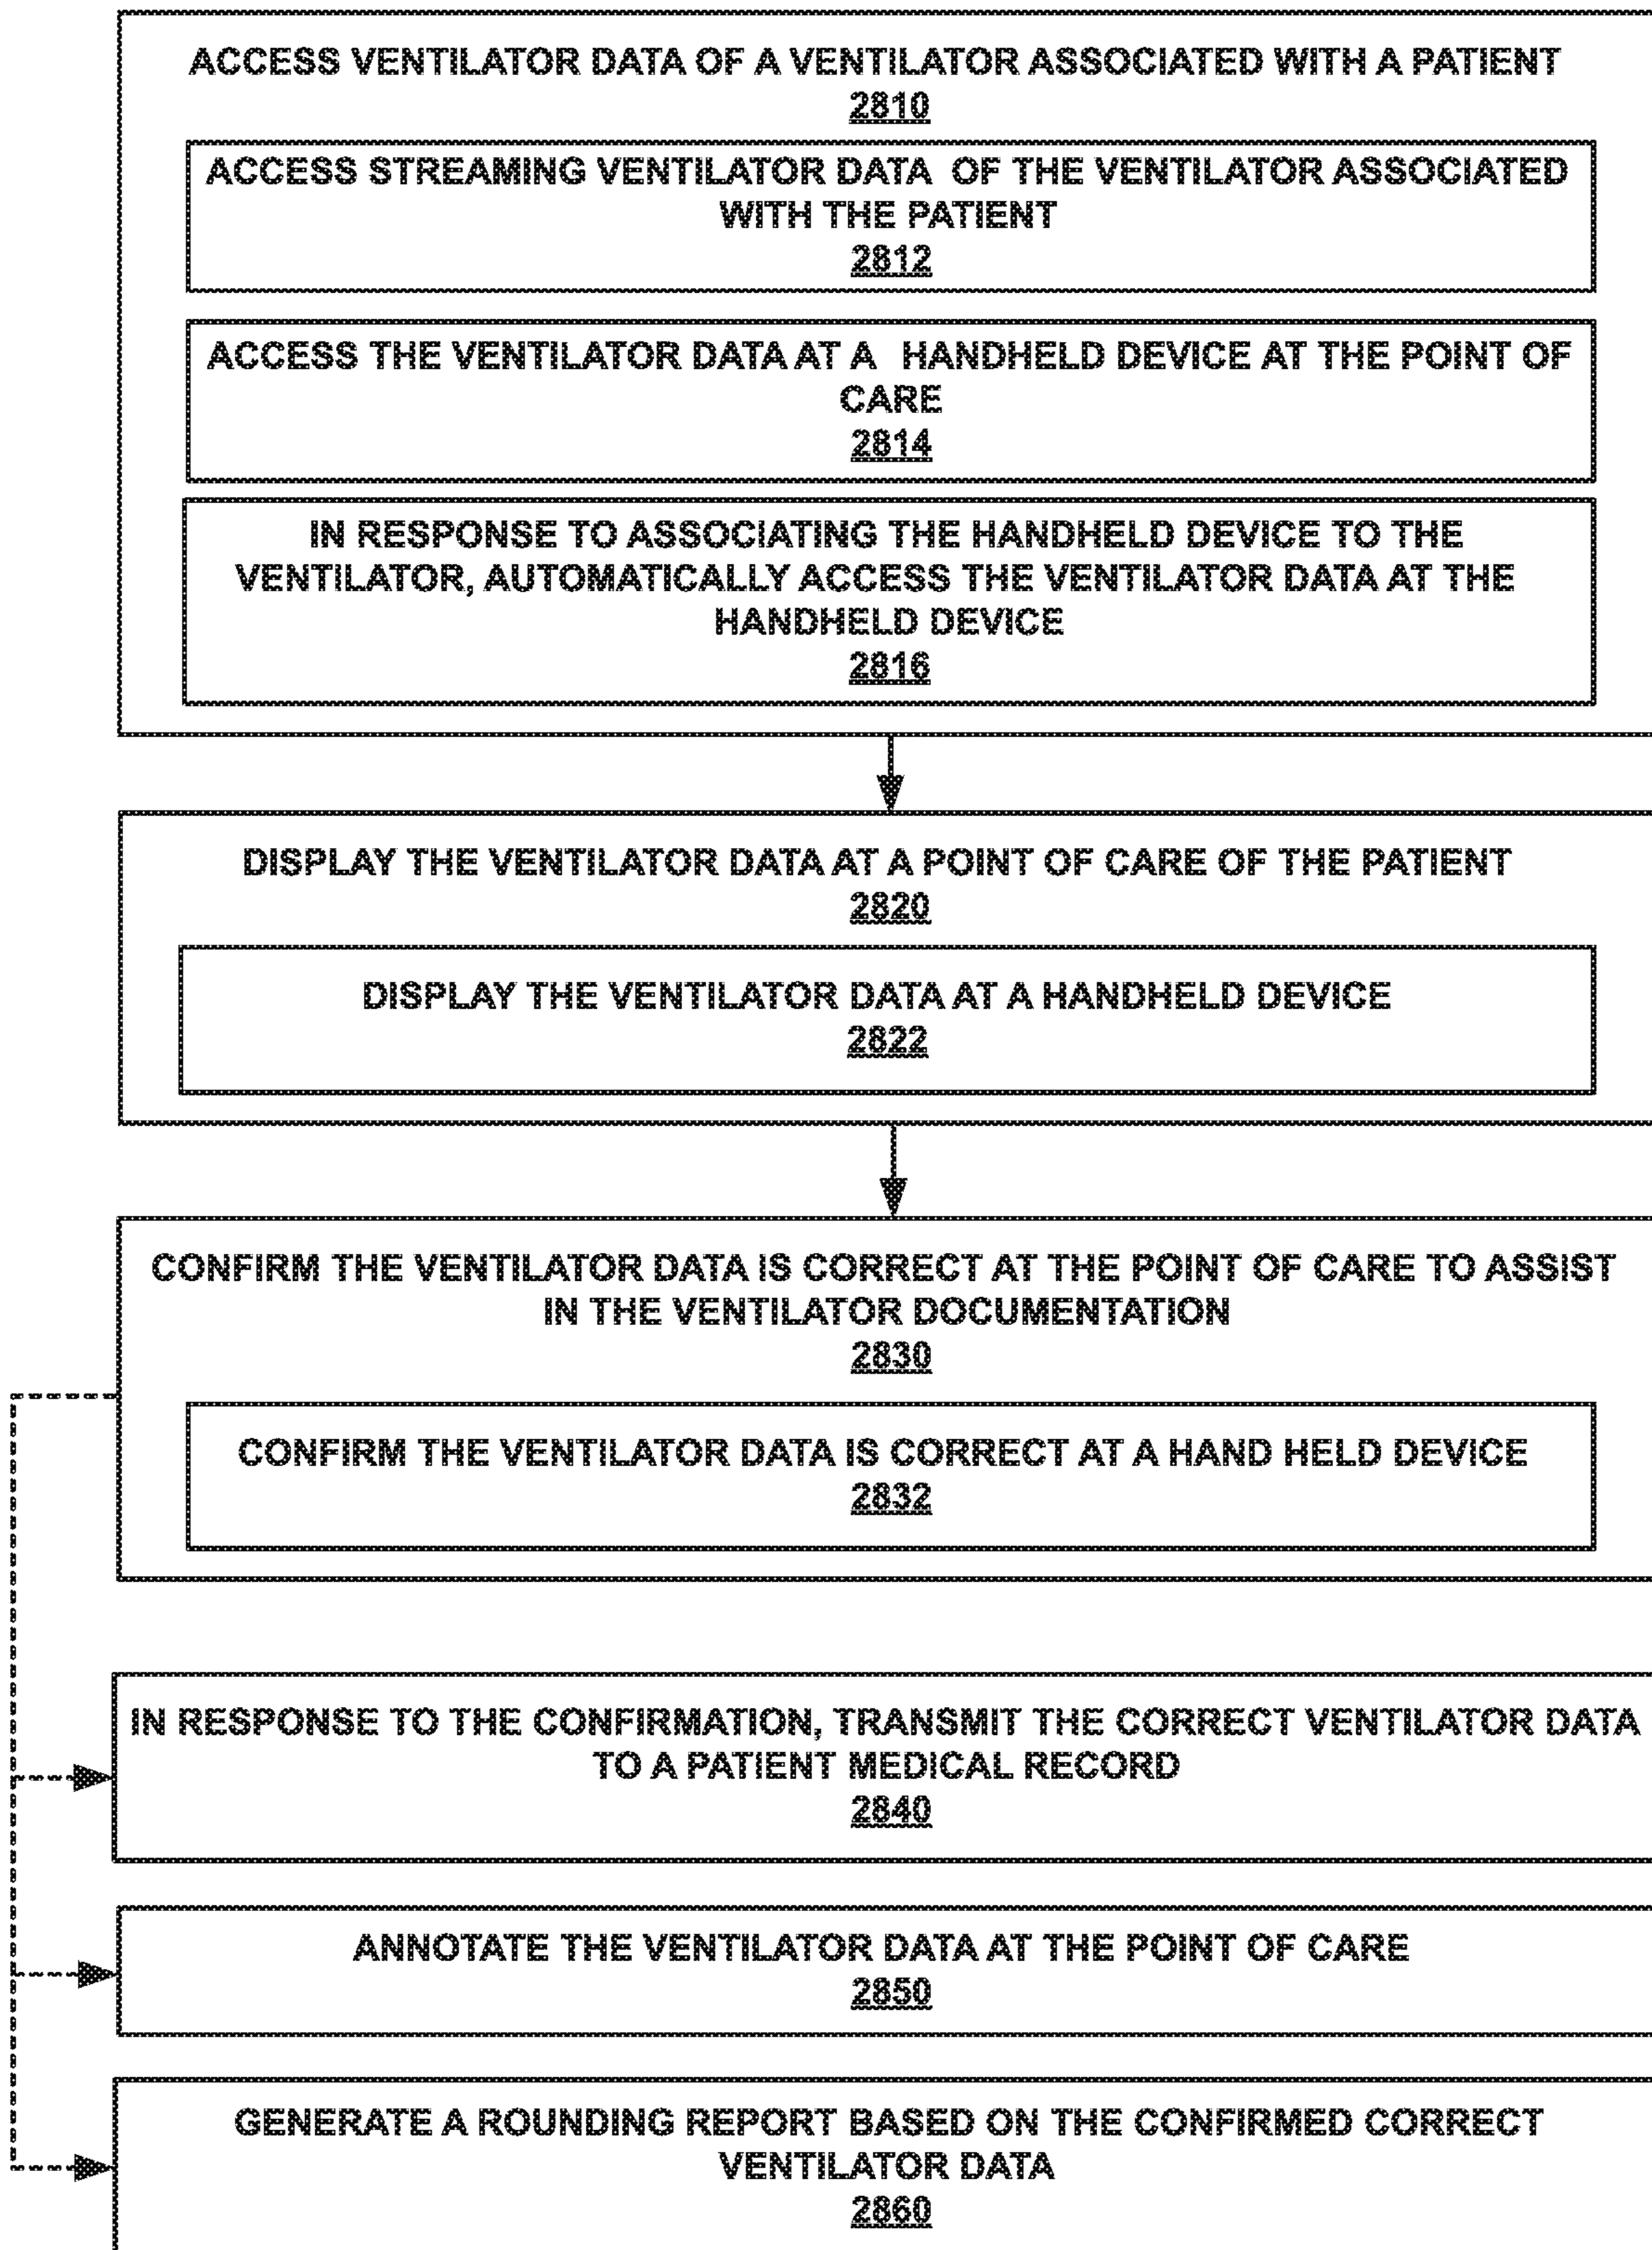 ACCESS VENTILATOR DATA OF A VENTILATOR ASSOCIATED WITH A PATIENT
2810
ACCESS STREAMING VENTILATOR DATA OF THE VENTILATOR ASSOCIATED
WITH THE PATIENT
2812
ACCESS THE VENTILATOR DATA AT A HANDHELD DEVICE AT THE POINT OF
CARE
2814
IN RESPONSE TO ASSOCIATING THE HANDHELD DEVICE TO THE
VENTILATOR, AUTOMATICALLY ACCESS THE VENTILATOR DATA AT THE
HANDHELD DEVICE
2816
DISPLAY THE VENTILATOR DATA AT A POINT OF CARE OF THE PATIENT
2820
DISPLAY THE VENTILATOR DATA AT A HANDHELD DEVICE
2822
CONFIRM THE VENTILATOR DATA IS CORRECT AT THE POINT OF CARE TO ASSIST
IN THE VENTILATOR DOCUMENTATION
2830
CONFIRM THE VENTILATOR DATA IS CORRECT AT A HAND HELD DEVICE
2832
IN RESPONSE TO THE CONFIRMATION, TRANSMIT THE CORRECT VENTILATOR DATA
TO A PATIENT MEDICAL RECORD
2840
ANNOTATE THE VENTILATOR DATA AT THE POINT OF CARE
2850
GENERATE A ROUNDING REPORT BASED ON THE CONFIRMED CORRECT
VENTILATOR DATA
2860